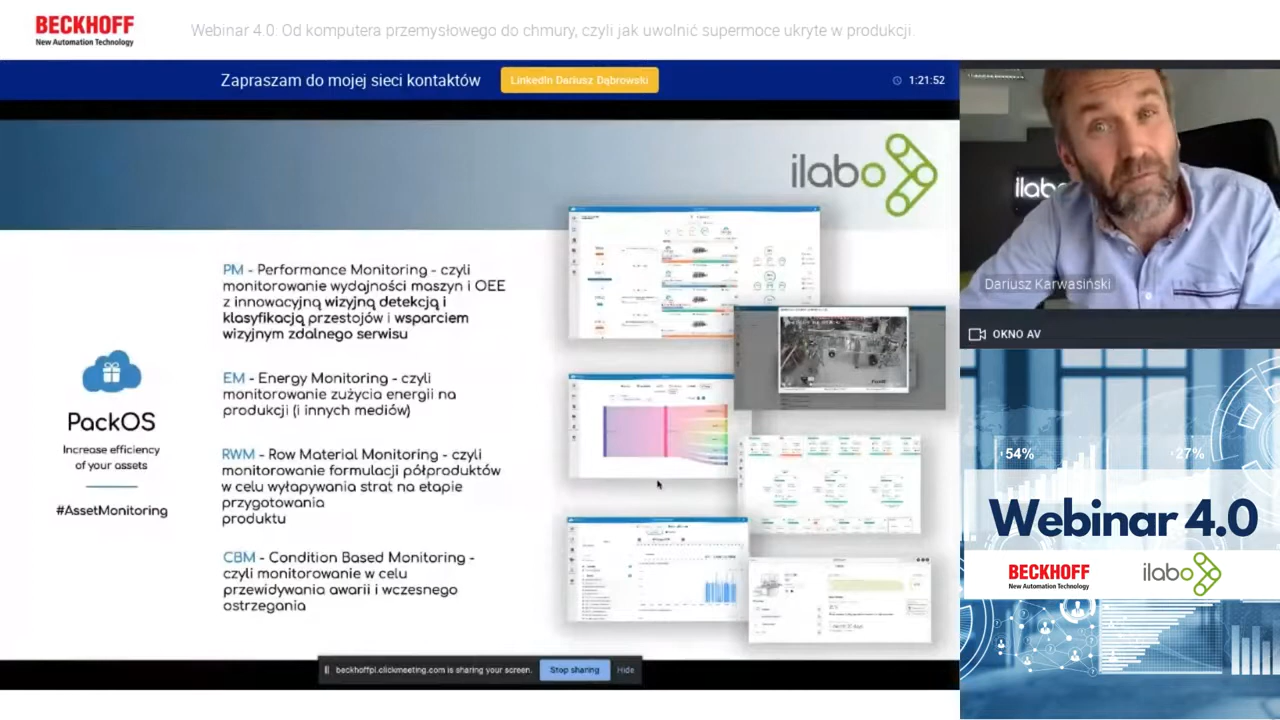 BECKHOFF
New Automation Technology
Webinar 4.0: Od komputera przemysłowego do chmury, czyli jak uwolnić supermoce ukryte w produkcji.
Zapraszam do mojej sieci kontaktów
LinkedIn Dariusz Dąbrowski
1:21:52
ilabo
ilabo
Dariusz Karwasiński
OKNO AV
PM - Performance Monitoring - czyli
monitorowanie wydajności maszyn i OEE
z innowacyjną wizyjną detekcją i
klasyfikacją przestojów i wsparciem
wizyjnym zdalnego serwisu
EM - Energy Monitoring - czyli
monitorowanie zużycia energii na
produkcji (i innych mediów)
RWM - Row Material Monitoring - czyli
monitorowanie formulacji półproduktów
w celu wyłapywania strat na etapie
przygotowania
produktu
CBM - Condition Based Monitoring -
czyli monitorowanie w celu
przewidywania awarii i wczesnego
ostrzegania
PackOS
Increase efficiency
of your assets
#AssetMonitoring
54%
27%
Webinar 4.0
BECKHOFF
New Automation Technology
ilabo
beckhoffpl.clickmeeting.com is sharing your screen.
Stop sharing
Hide